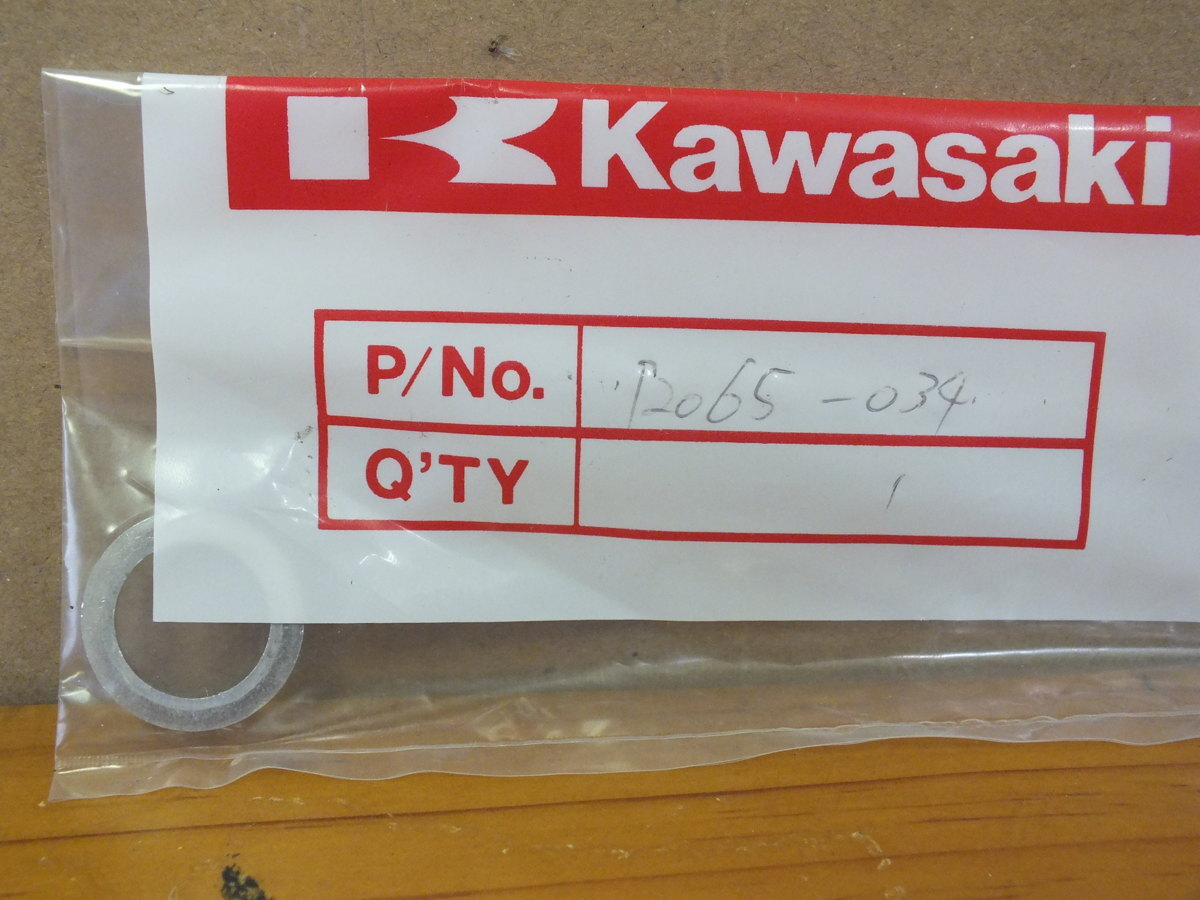 Kawasaki
P/No. 12065-034
Q'TY 1